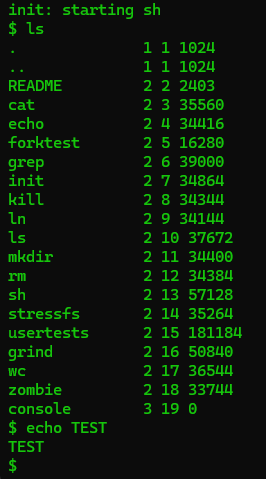 init: starting sh
$ ls
.              1 1 1024
..             1 1 1024
README         2 2 2403
cat            2 3 35560
echo           2 4 34416
forktest       2 5 16280
grep           2 6 39000
init           2 7 34864
kill           2 8 34344
ln             2 9 34144
ls             2 10 37672
mkdir          2 11 34400
rm             2 12 34384
sh             2 13 57128
stressfs       2 14 35264
usertests      2 15 181184
grind          2 16 50840
wc             2 17 36544
zombie         2 18 33744
console        3 19 0
$ echo TEST
TEST
$